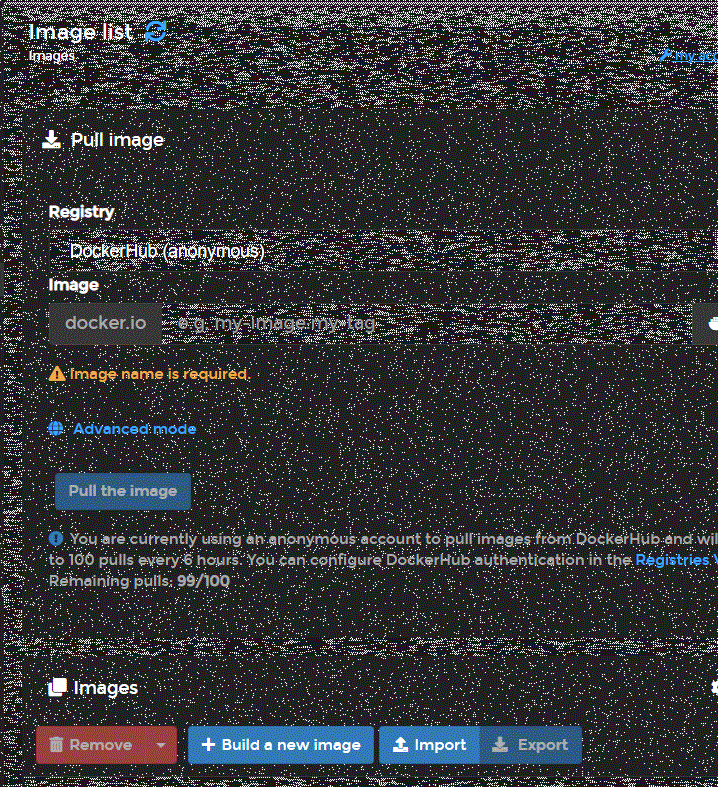 Image list
Images
my ac
Pull image
Registry
DockerHub (anonymous)
Image
docker.io
e.g. my-image:my-tag
Image name is required.
Advanced mode
Pull the image
You are currently using an anonymous account to pull images from DockerHub and will
to 100 pulls every 6 hours. You can configure DockerHub authentication in the Registries V
Remaining pulls: 99/100
Images
Remove
Build a new image
Import
Export